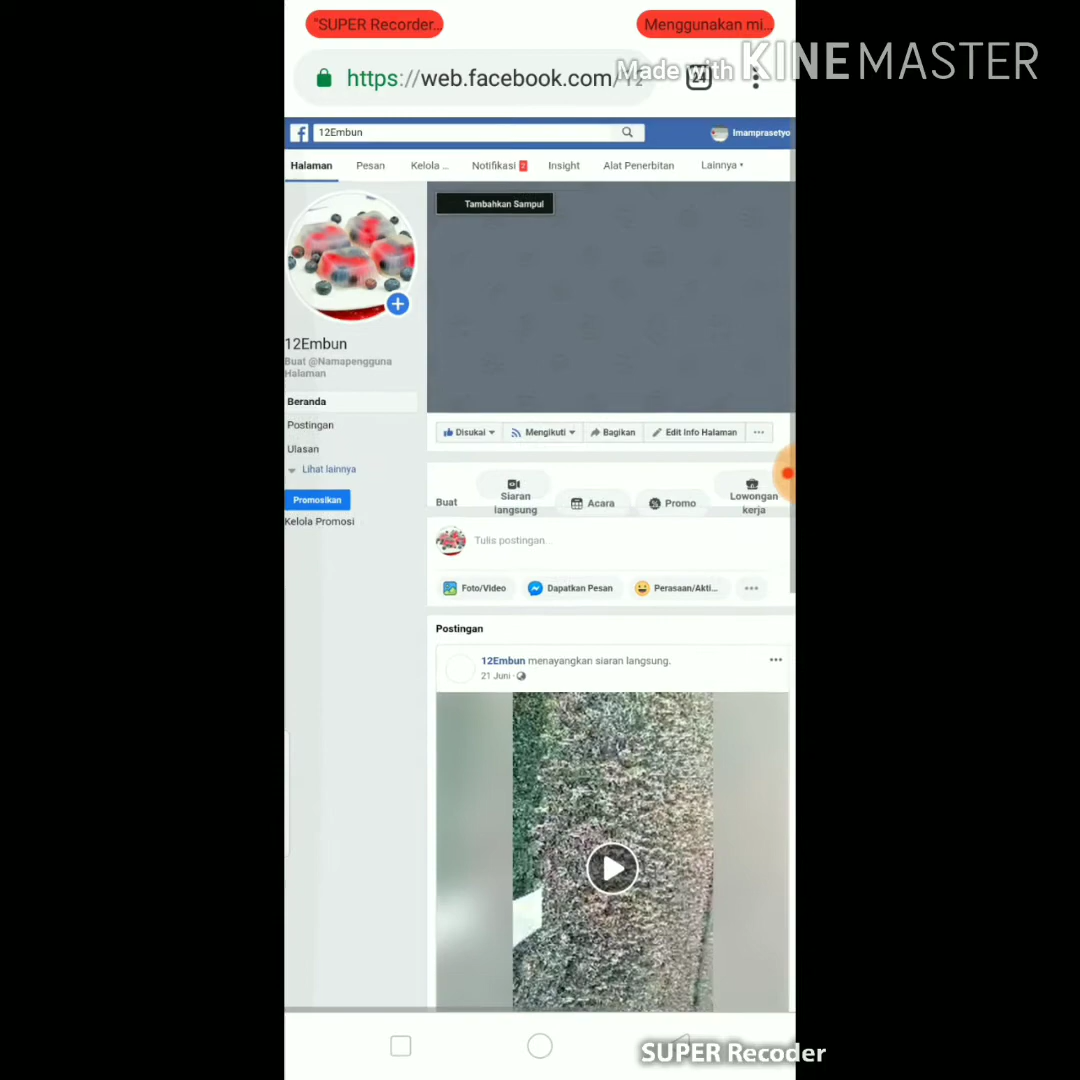 "SUPER Recorder...
Menggunakan mi...
Made with KINEMASTER
https://web.facebook.com/12
24
12Embun
Imamprasetyo
Halaman
Pesan
Kelola ...
Notifikasi 2
Insight
Alat Penerbitan
Lainnya
Tambahkan Sampul
12Embun
Buat @Namapengguna
Halaman
Beranda
Postingan
Ulasan
Lihat lainnya
Promosikan
Kelola Promosi
Disukai
Mengikuti
Bagikan
Edit Info Halaman
...
Buat
Siaran
langsung
Acara
Promo
Lowongan
kerja
Tulis postingan...
Foto/Video
Dapatkan Pesan
Perasaan/Akti...
...
Postingan
12Embun menayangkan siaran langsung.
21 Juni ·
SUPER Recoder